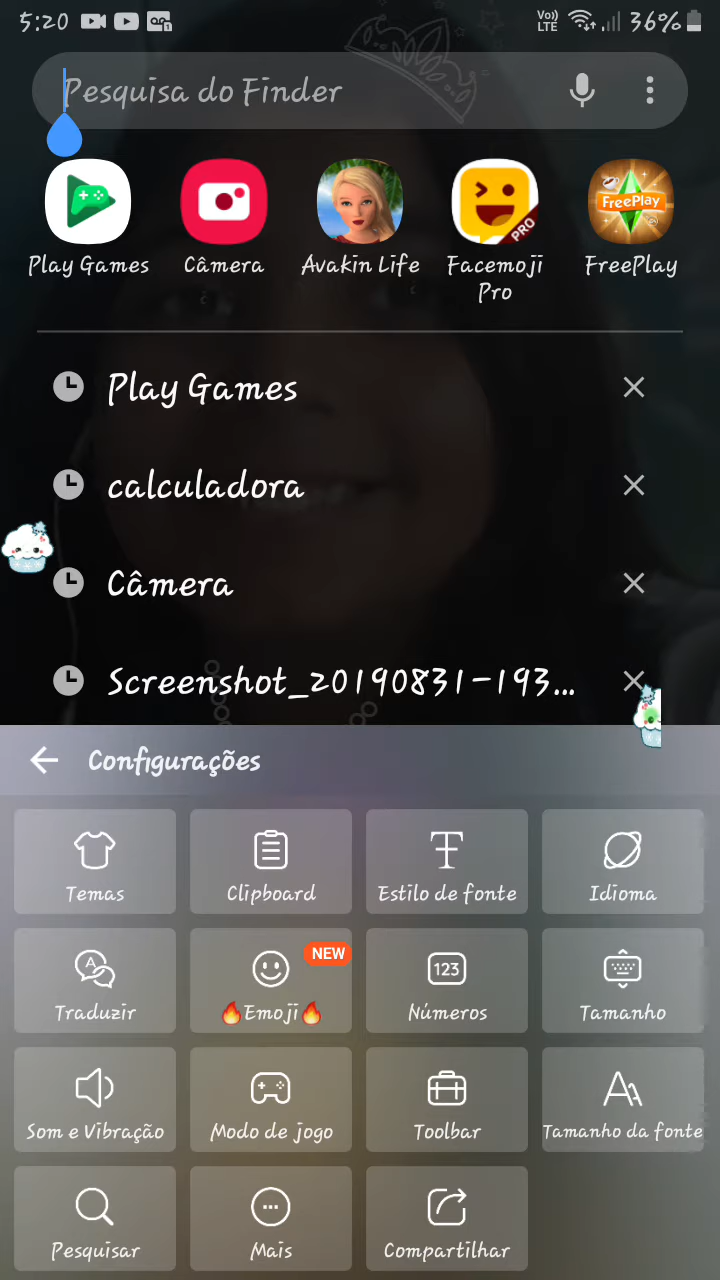 5:20
Vo))
LTE
36%
Pesquisa do Finder
PRO
FreePlay
Play Games
Câmera
Avakin Life
Facemoji
Pro
FreePlay
Play Games
calculadora
Câmera
Screenshot_20190831-193...
Configurações
Temas
Clipboard
Estilo de fonte
Idioma
NEW
123
Traduzir
🔥Emoji🔥
Números
Tamanho
Som e Vibração
Modo de jogo
Toolbar
Tamanho da fonte
Pesquisar
Mais
Compartilhar